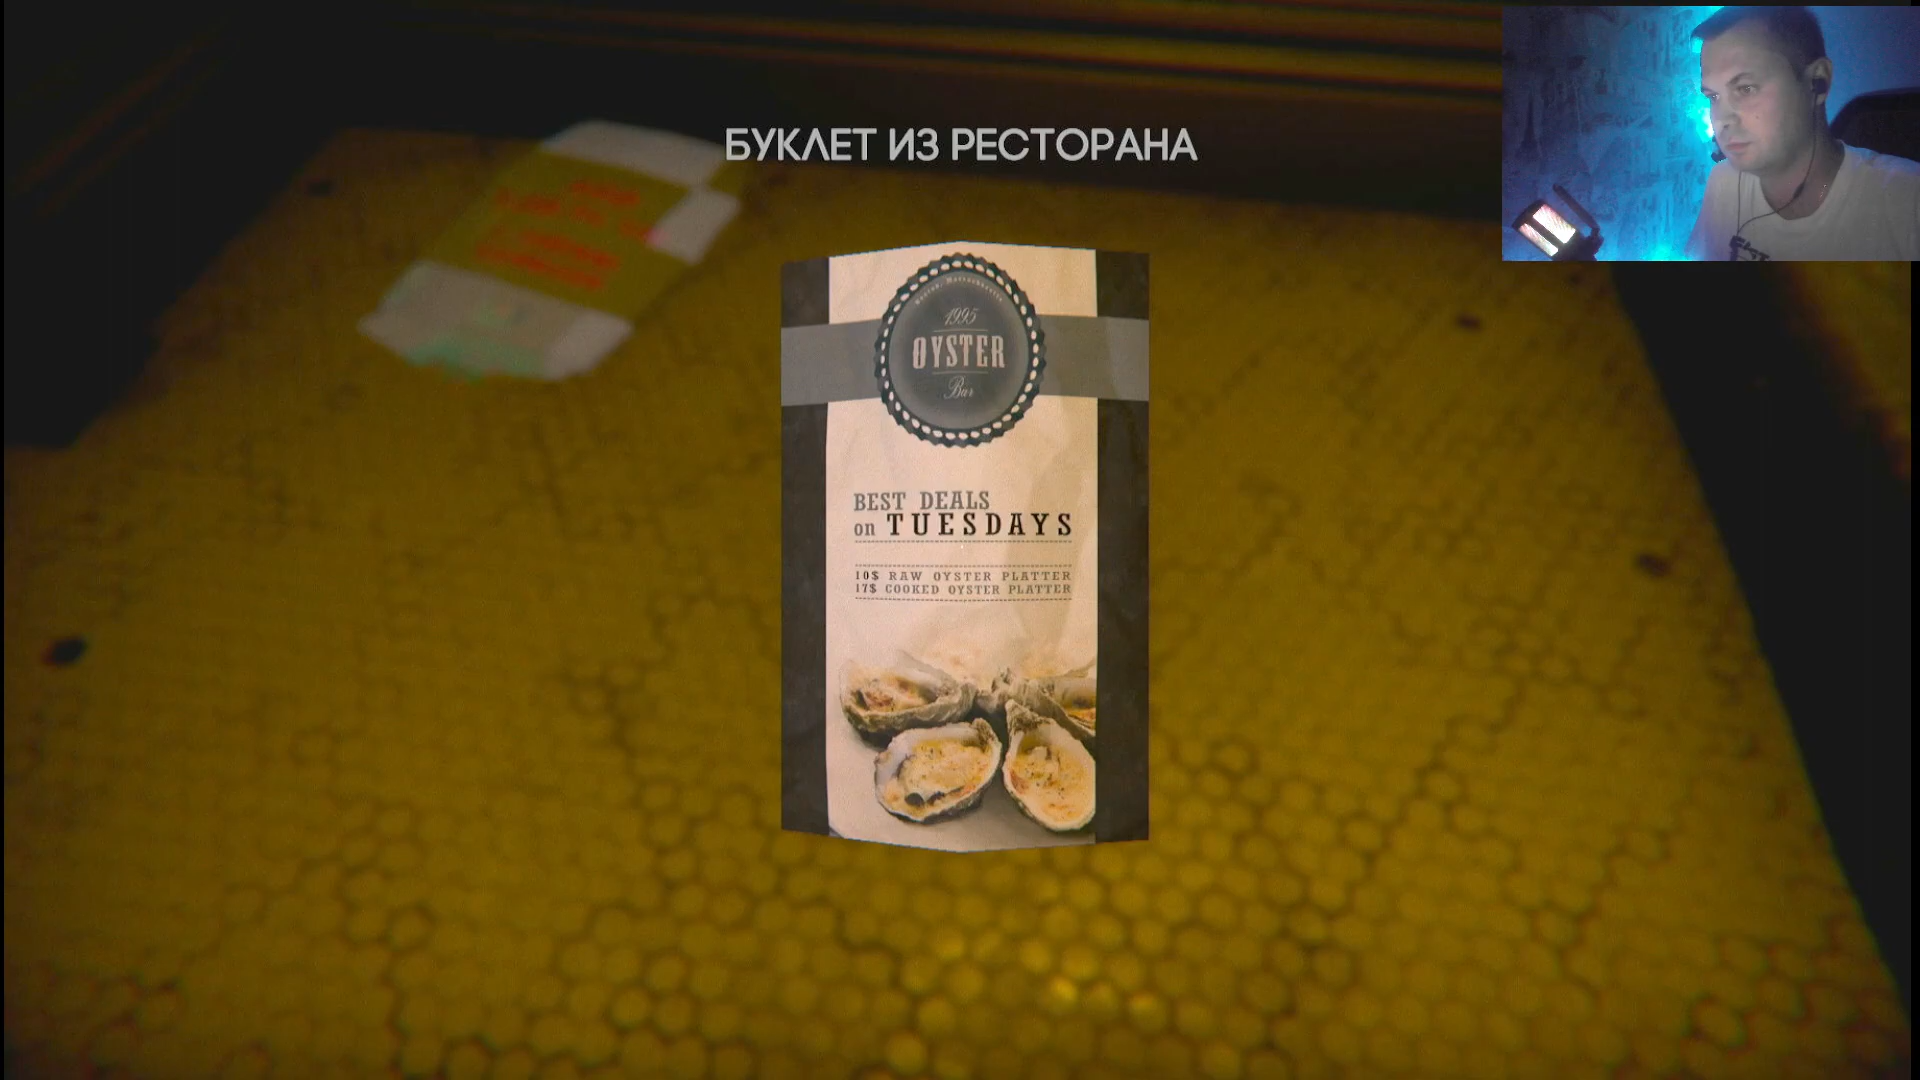 БУКЛЕТ ИЗ РЕСТОРАНА
1995
OYSTER
Bar
BEST DEALS
on TUESDAYS
10$ RAW OYSTER PLATTER
17$ COOKED OYSTER PLATTER